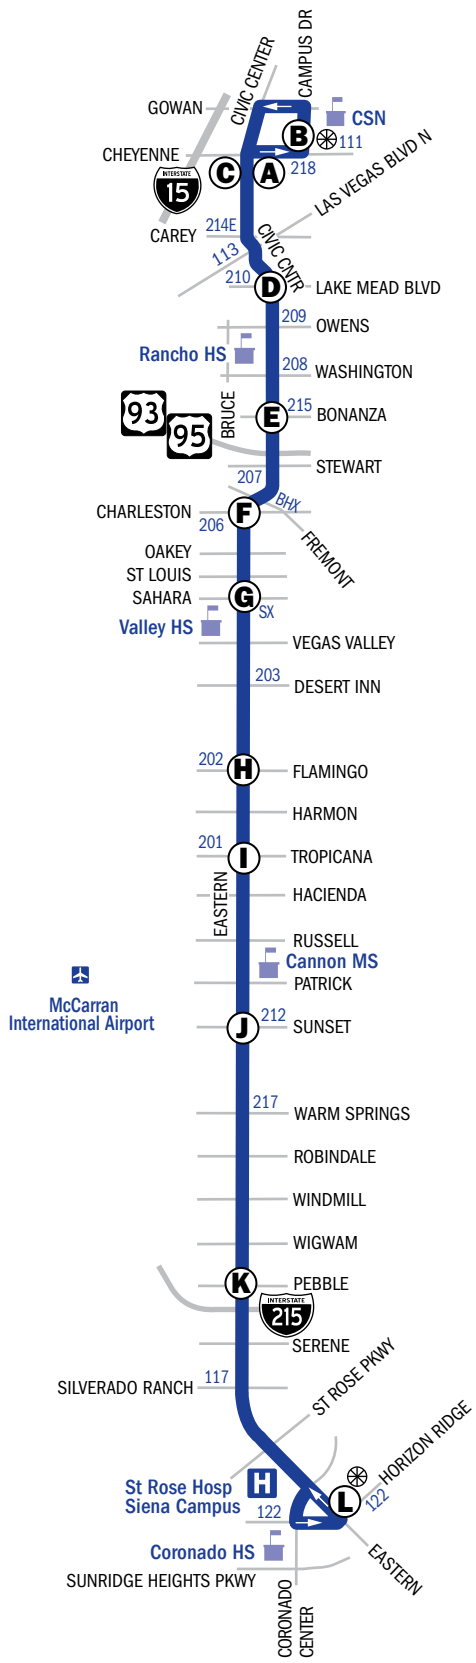 CIVIC CENTER
CAMPUS DR
GOWAN
CSN
B
111
CHEYENNE
C
A
218
LAS VEGAS BLVD N
INTERSTATE
15
214E
CAREY
CIVIC CNTR
113
210
D
LAKE MEAD BLVD
209
OWENS
Rancho HS
208
WASHINGTON
93
95
BRUCE
215
E
BONANZA
STEWART
207
BHX
CHARLESTON
F
206
FREMONT
OAKEY
ST LOUIS
SAHARA
G
SX
Valley HS
VEGAS VALLEY
203
DESERT INN
202
H
FLAMINGO
HARMON
201
I
TROPICANA
EASTERN
HACIENDA
RUSSELL
Cannon MS
PATRICK
McCarran
International Airport
J
212
SUNSET
217
WARM SPRINGS
ROBINDALE
WINDMILL
WIGWAM
K
PEBBLE
INTERSTATE
215
SERENE
117
SILVERADO RANCH
ST ROSE PKWY
HORIZON RIDGE
St Rose Hosp
Siena Campus
H
L
122
122
Coronado HS
EASTERN
SUNRIDGE HEIGHTS PKWY
CORONADO
CENTER